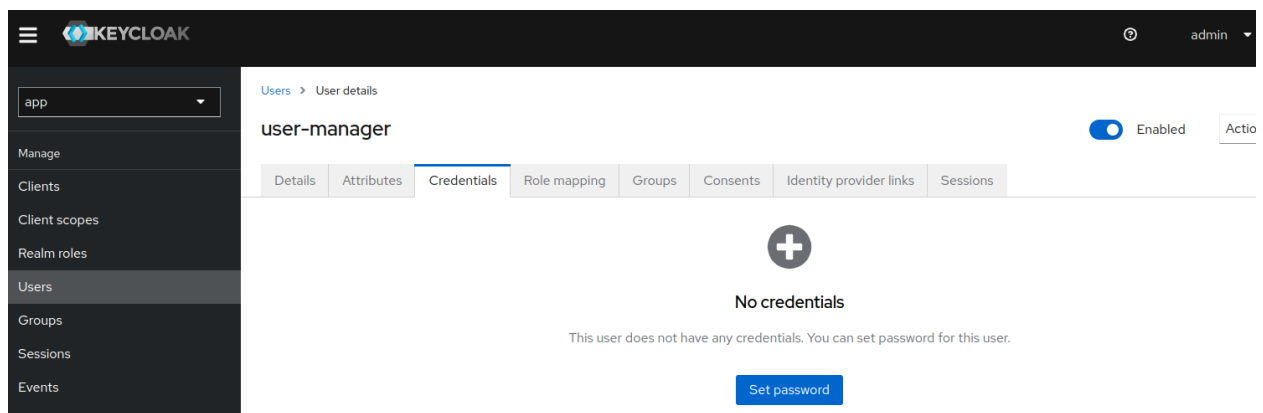 KEYCLOAK
admin
app
Manage
Clients
Client scopes
Realm roles
Users
Groups
Sessions
Events
Users > User details
user-manager
Enabled
Actio
Details Attributes Credentials Role mapping Groups Consents Identity provider links Sessions
No credentials
This user does not have any credentials. You can set password for this user.
Set password